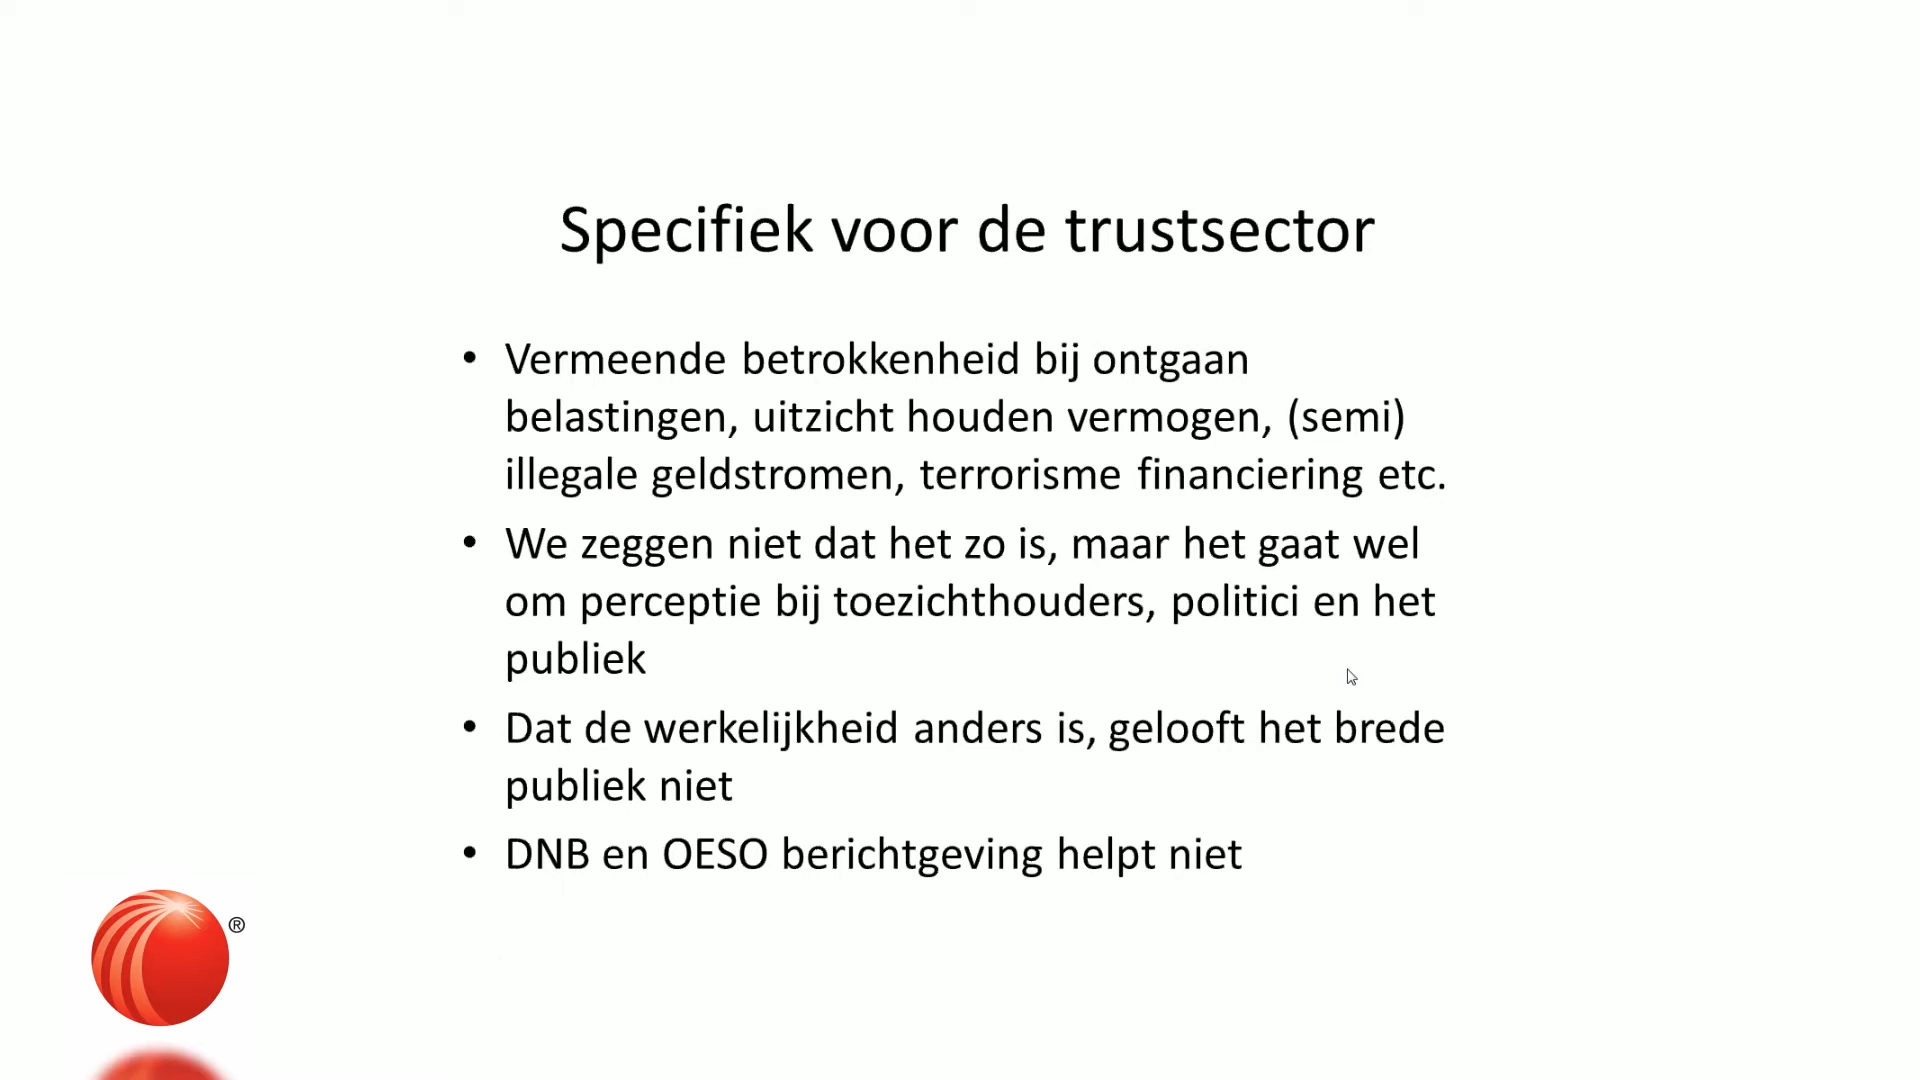 Specifiek voor de trustsector
• Vermeende betrokkenheid bij ontgaan
belastingen, uitzicht houden vermogen, (semi)
illegale geldstromen, terrorisme financiering etc.
• We zeggen niet dat het zo is, maar het gaat wel
om perceptie bij toezichthouders, politici en het
publiek
• Dat de werkelijkheid anders is, gelooft het brede
publiek niet
• DNB en OESO berichtgeving helpt niet
®